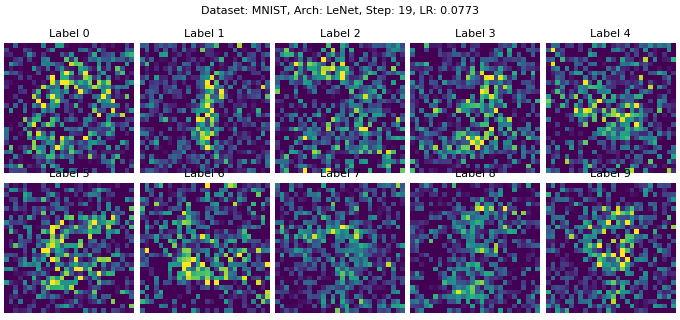 Dataset: MNIST, Arch: LeNet, Step: 19, LR: 0.0773
Label 0 Label 1 Label 2 Label 3 Label 4
Label 5 Label 6 Label 7 Label 8 Label 9